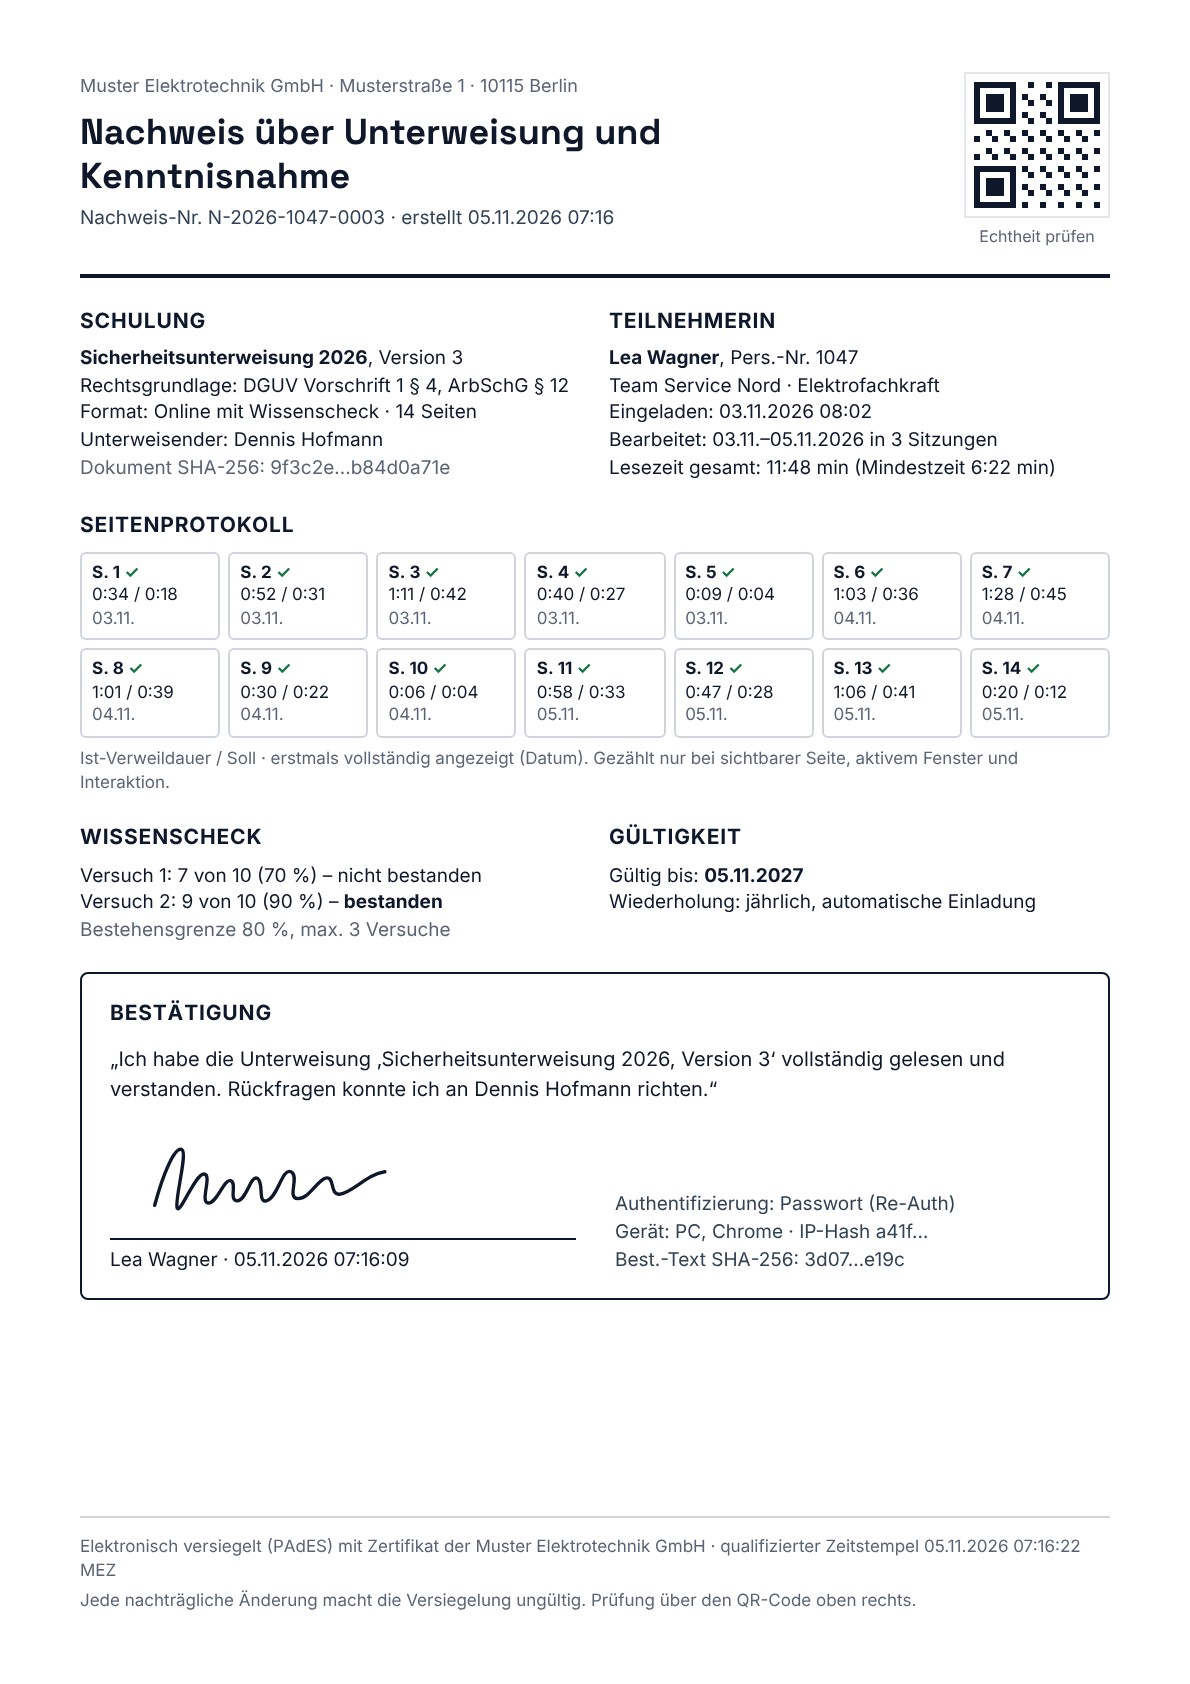 Muster Elektrotechnik GmbH · Musterstraße 1 · 10115 Berlin
Nachweis über Unterweisung und
Kenntnisnahme
Nachweis-Nr. N-2026-1047-0003 · erstellt 05.11.2026 07:16
Echtheit prüfen
SCHULUNG
Sicherheitsunterweisung 2026, Version 3
Rechtsgrundlage: DGUV Vorschrift 1 § 4, ArbSchG § 12
Format: Online mit Wissenscheck · 14 Seiten
Unterweisender: Dennis Hofmann
Dokument SHA-256: 9f3c2e…b84d0a71e
TEILNEHMERIN
Lea Wagner, Pers.-Nr. 1047
Team Service Nord · Elektrofachkraft
Eingeladen: 03.11.2026 08:02
Bearbeitet: 03.11.–05.11.2026 in 3 Sitzungen
Lesezeit gesamt: 11:48 min (Mindestzeit 6:22 min)
SEITENPROTOKOLL
S. 1 ✓
0:34 / 0:18
03.11.
S. 2 ✓
0:52 / 0:31
03.11.
S. 3 ✓
1:11 / 0:42
03.11.
S. 4 ✓
0:40 / 0:27
03.11.
S. 5 ✓
0:09 / 0:04
03.11.
S. 6 ✓
1:03 / 0:36
04.11.
S. 7 ✓
1:28 / 0:45
04.11.
S. 8 ✓
1:01 / 0:39
04.11.
S. 9 ✓
0:30 / 0:22
04.11.
S. 10 ✓
0:06 / 0:04
04.11.
S. 11 ✓
0:58 / 0:33
05.11.
S. 12 ✓
0:47 / 0:28
05.11.
S. 13 ✓
1:06 / 0:41
05.11.
S. 14 ✓
0:20 / 0:12
05.11.
Ist-Verweildauer / Soll · erstmals vollständig angezeigt (Datum). Gezählt nur bei sichtbarer Seite, aktivem Fenster und
Interaktion.
WISSENSCHECK
Versuch 1: 7 von 10 (70 %) – nicht bestanden
Versuch 2: 9 von 10 (90 %) – bestanden
Bestehensgrenze 80 %, max. 3 Versuche
GÜLTIGKEIT
Gültig bis: 05.11.2027
Wiederholung: jährlich, automatische Einladung
BESTÄTIGUNG
„Ich habe die Unterweisung ‚Sicherheitsunterweisung 2026, Version 3‘ vollständig gelesen und
verstanden. Rückfragen konnte ich an Dennis Hofmann richten.“
Lea Wagner · 05.11.2026 07:16:09
Authentifizierung: Passwort (Re-Auth)
Gerät: PC, Chrome · IP-Hash a41f…
Best.-Text SHA-256: 3d07…e19c
Elektronisch versiegelt (PAdES) mit Zertifikat der Muster Elektrotechnik GmbH · qualifizierter Zeitstempel 05.11.2026 07:16:22
MEZ
Jede nachträgliche Änderung macht die Versiegelung ungültig. Prüfung über den QR-Code oben rechts.